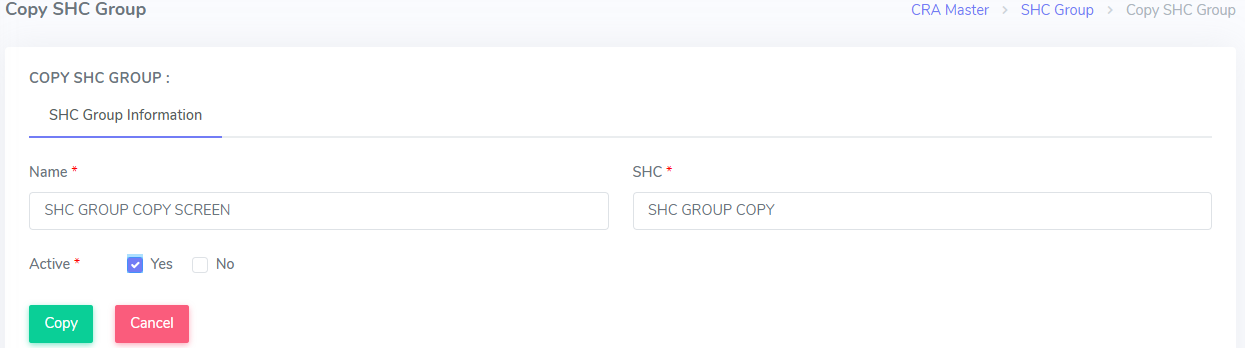 Copy SHC Group
CRA Master > SHC Group > Copy SHC Group
COPY SHC GROUP :
SHC Group Information
Name *
SHC *
SHC GROUP COPY SCREEN
SHC GROUP COPY
Active * Yes No
Copy Cancel